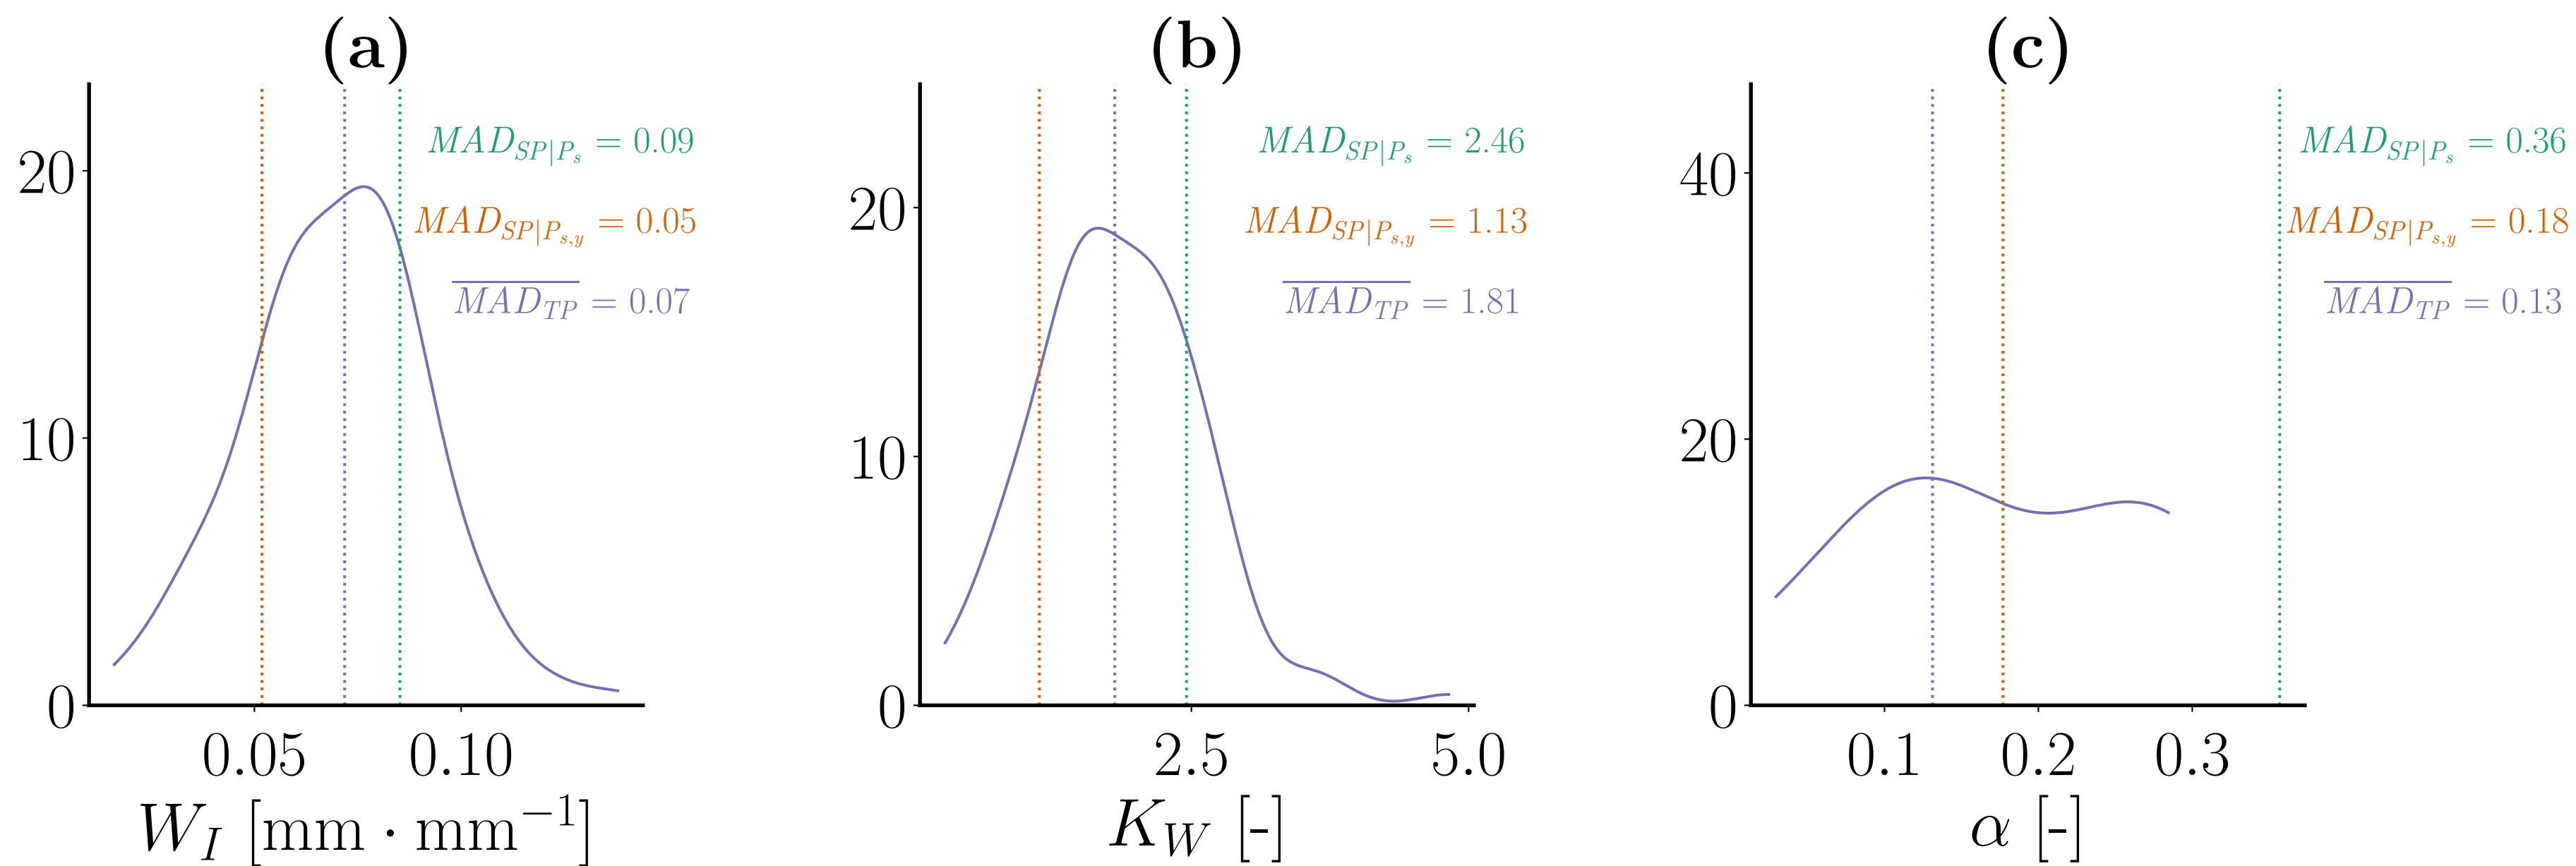 (a)
20
10
0
0.05 0.10
W_I [mm · mm⁻¹]
MAD_{SP|P_s} = 0.09
MAD_{SP|P_{s,y}} = 0.05
\overline{MAD_{TP}} = 0.07
(b)
20
10
0
2.5 5.0
K_W [-]
MAD_{SP|P_s} = 2.46
MAD_{SP|P_{s,y}} = 1.13
\overline{MAD_{TP}} = 1.81
(c)
40
20
0
0.1 0.2 0.3
α [-]
MAD_{SP|P_s} = 0.36
MAD_{SP|P_{s,y}} = 0.18
\overline{MAD_{TP}} = 0.13